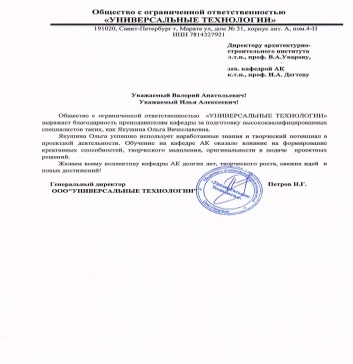 Общество с ограниченной ответственностью
«УНИВЕРСАЛЬНЫЕ ТЕХНОЛОГИИ»
191020, Санкт-Петербург г, Марата ул, дом № 31, корпус лит. А, пом.4-Н
ИНН 7814327921
Директору архитектурно-
строительного института
проф. В.А.Уварову,
зав. кафедрой АК
проф. И.А. Дегтеву
Уважаемый Валерий Анатольевич!
Уважаемый Илья Алексеевич!
Общество с ограниченной ответственностью «УНИВЕРСАЛЬНЫЕ ТЕХНОЛОГИИ»
выражает благодарность преподавателям кафедры за подготовку высококвалифицированных
специалистов таких, как Якушина Ольга Вячеславовна.
Якушина Ольга успешно использует наработанные знания и творческий потенциал в
проектной деятельности. Обучение на кафедре АК оказало влияние на формирование
креативных способностей, творческого мышления, оригинальности в подаче проектных
решений.
Желаем всему коллективу кафедры АК долгих лет, творческого роста, свежих идей и
новых достижений!
Генеральный директор
Петров Н.Г.
ООО"УНИВЕРСАЛЬНЫЕ ТЕХНОЛОГИИ"